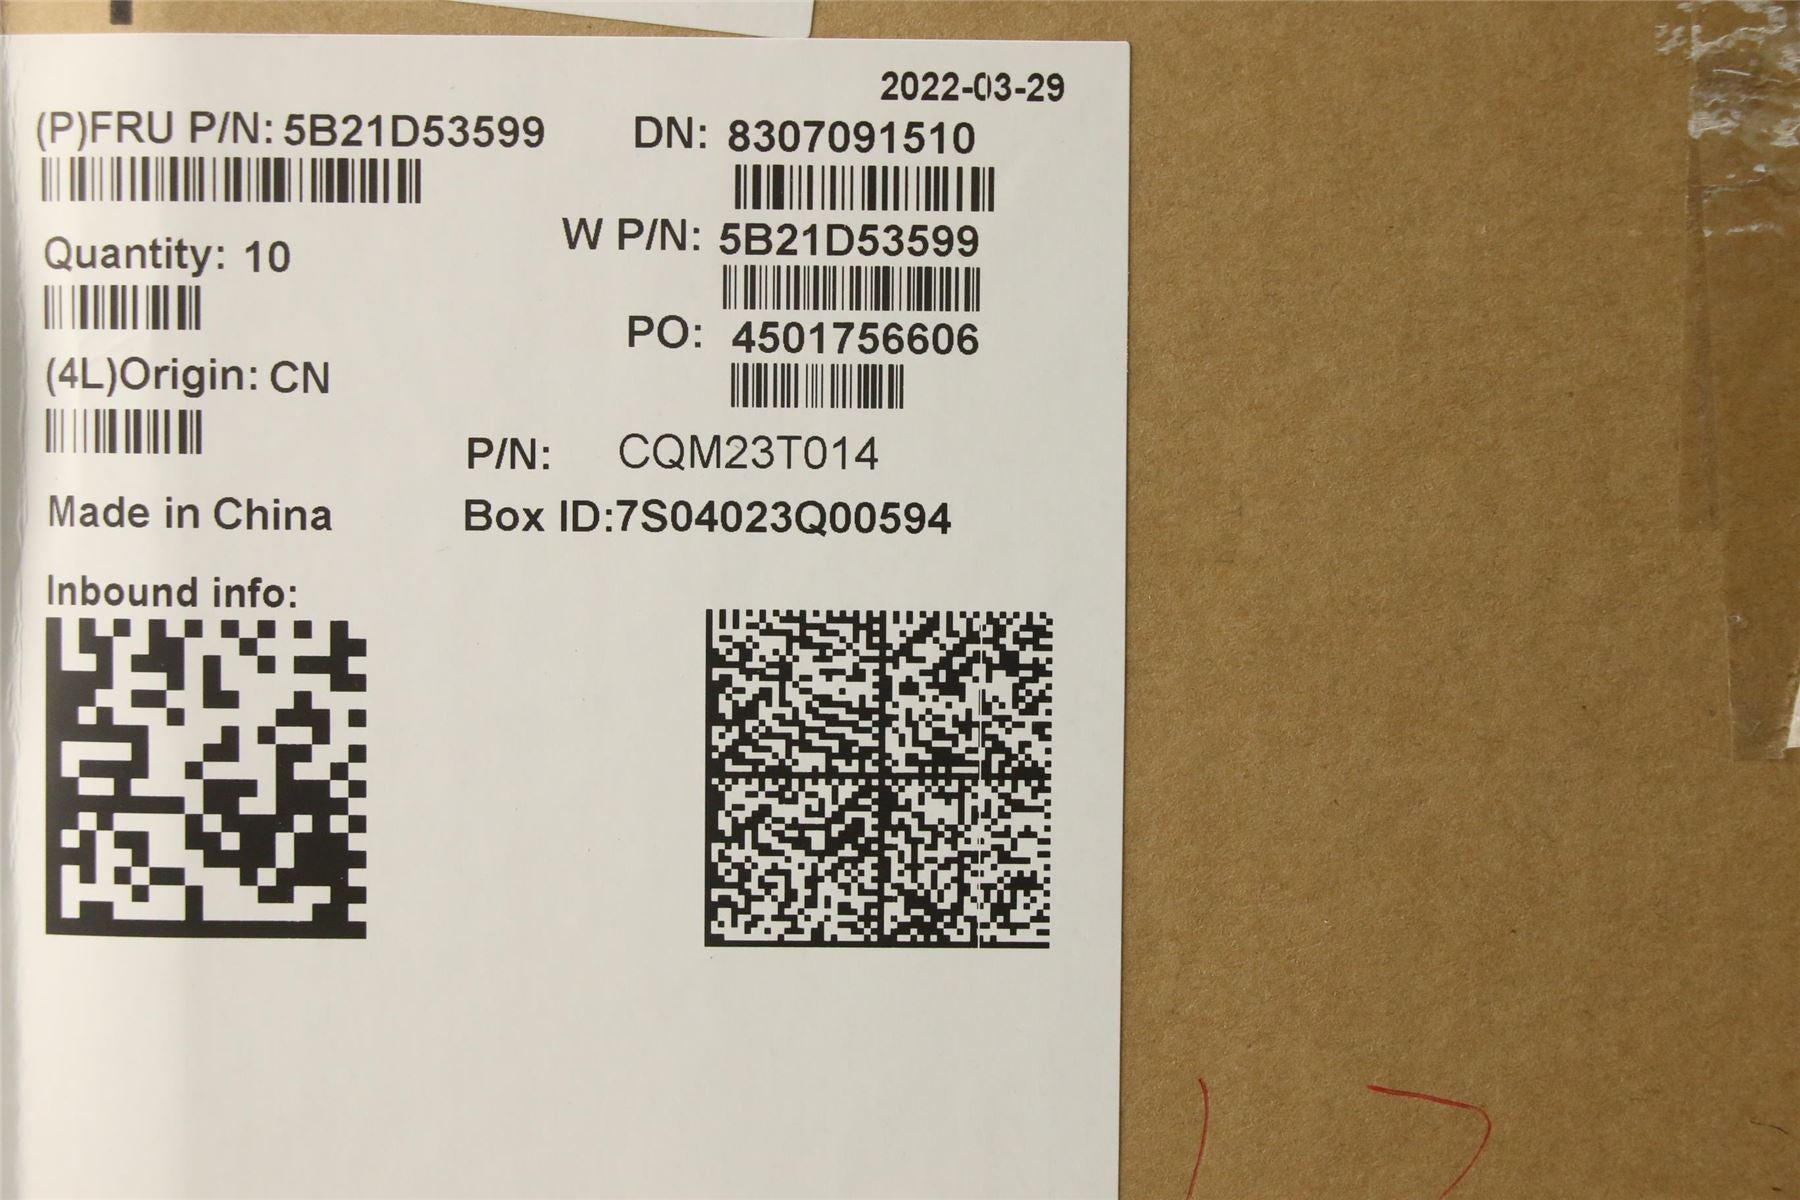 2022-03-29
(P)FRU P/N: 5B21D53599
DN: 8307091510
W P/N: 5B21D53599
Quantity: 10
PO: 4501756606
(4L)Origin: CN
P/N: CQM23T014
Made in China
Box ID:7S04023Q00594
Inbound info: